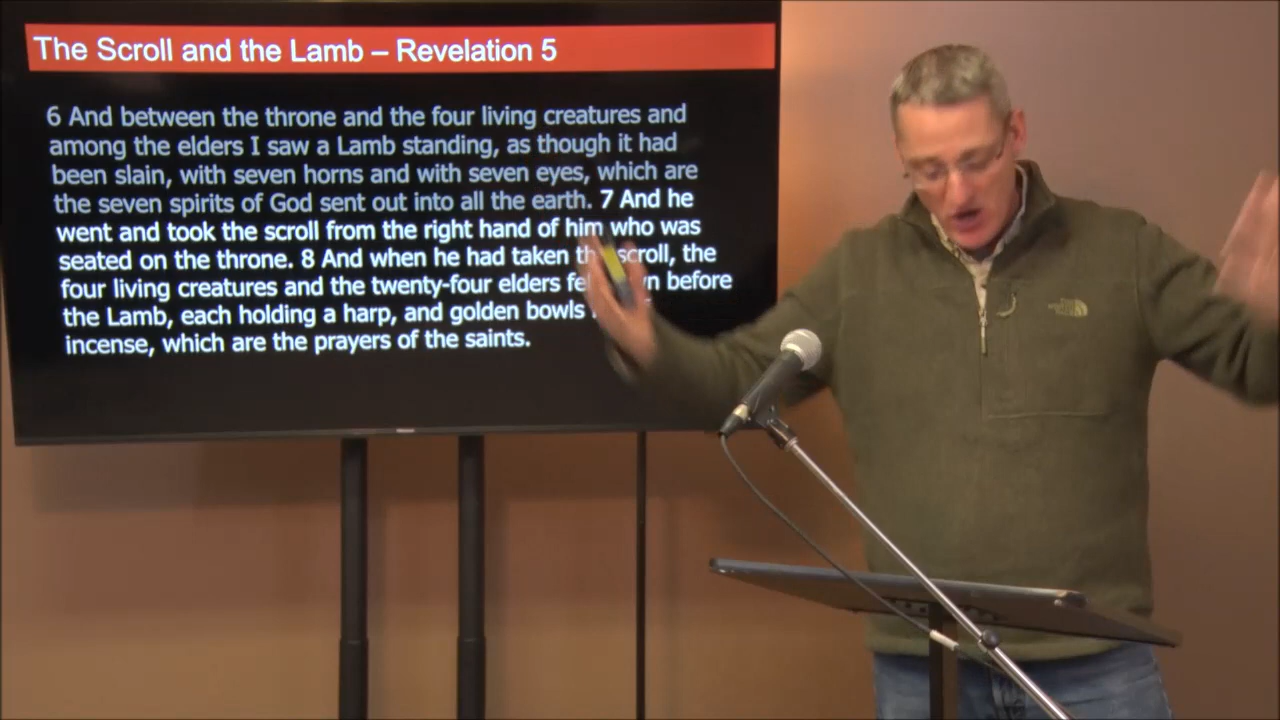 The Scroll and the Lamb – Revelation 5
6 And between the throne and the four living creatures and
among the elders I saw a Lamb standing, as though it had
been slain, with seven horns and with seven eyes, which are
the seven spirits of God sent out into all the earth. 7 And he
went and took the scroll from the right hand of him who was
seated on the throne. 8 And when he had taken scroll, the
four living creatures and the twenty-four elders before
the Lamb, each holding a harp, and golden bowls
incense, which are the prayers of the saints.
THE
NORTH
FACE